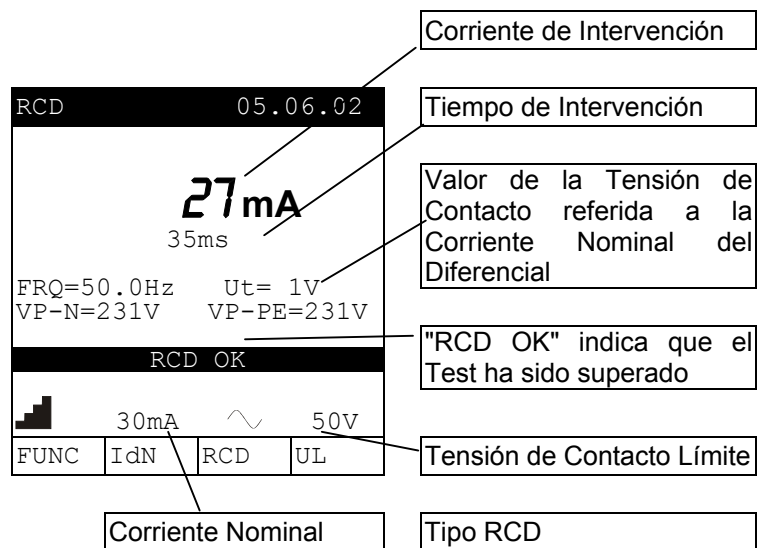 Corriente de Intervención
RCD 05.06.02
Tiempo de Intervención
27 mA
35ms
Valor de la Tensión de
Contacto referida a la
Corriente Nominal del
Diferencial
FRQ=50.0Hz Ut= 1V
VP-N=231V VP-PE=231V
"RCD OK" indica que el
Test ha sido superado
RCD OK
30mA 50V
FUNC IdN RCD UL
Tensión de Contacto Límite
Corriente Nominal
Tipo RCD